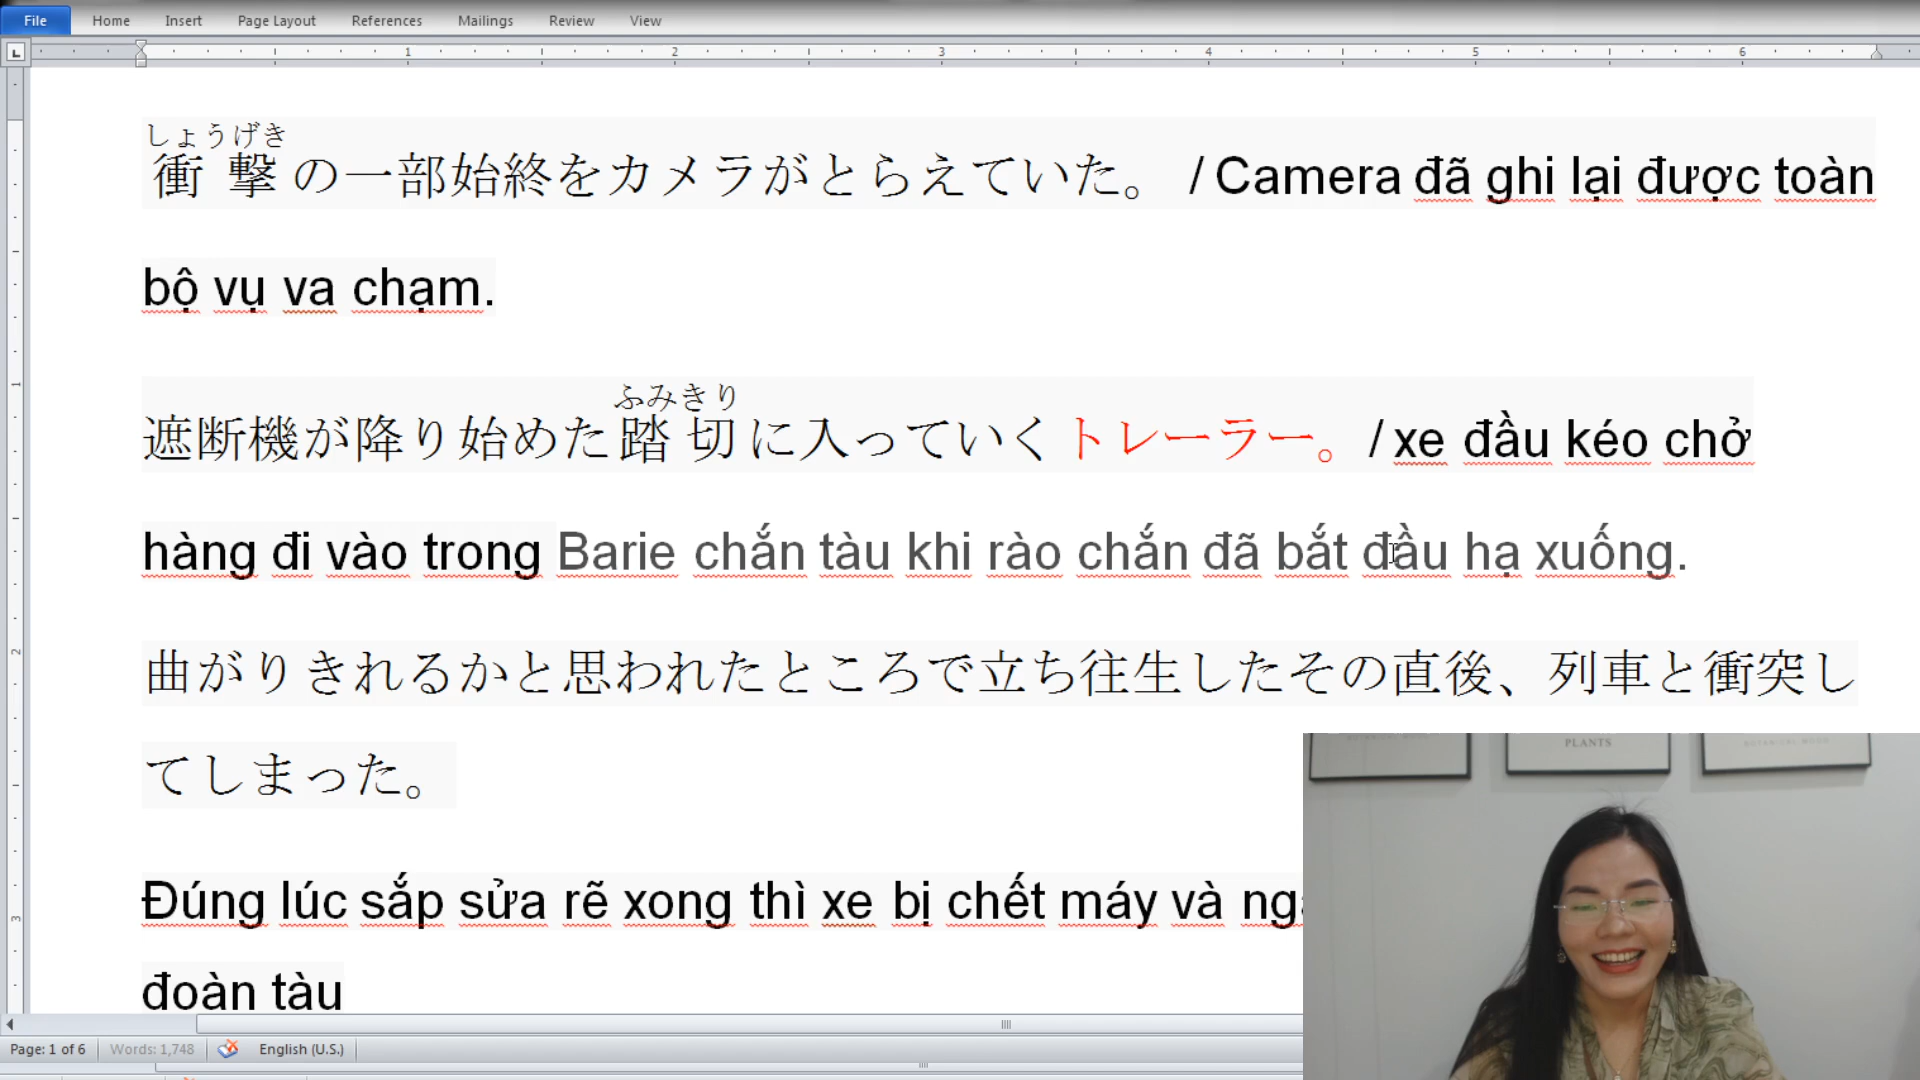 File Home Insert Page Layout References Mailings Review View
1 2 3 4 5 6
しょうげき
衝撃の一部始終をカメラがとらえていた。 / Camera đã ghi lại được toàn
bộ vụ va chạm.
ふみきり
遮断機が降り始めた踏切に入っていくトレーラー。 / xe đầu kéo chở
hàng đi vào trong Barie chắn tàu khi rào chắn đã bắt đầu hạ xuống.
曲がりきれるかと思われたところで立ち往生したその直後、列車と衝突し
てしまった。
Đúng lúc sắp sửa rẽ xong thì xe bị chết máy và
đoàn tàu
PLANTS
Page: 1 of 6 Words: 1,748 English (U.S.)